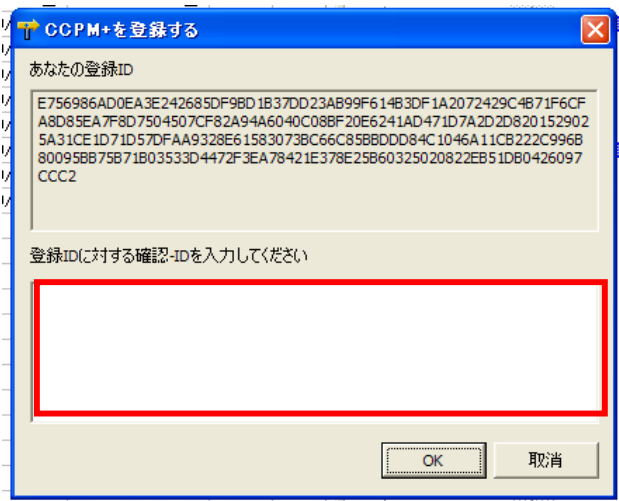 CCPM+を登録する
あなたの登録ID
E756986AD0EA3E242685DF9BD1B37DD23AB99F614B3DF1A2072429C4B71F6CF
A8D85EA7F8D7504507CF82A94A6040C08BF20E6241AD471D7A2D2D820152902
5A31CE1D71D57DFAA9328E61583073BC66C85BBDDD84C1046A11CB222C996B
80095BB75B71B03533D4472F3EA78421E378E25B60325020822EB51DB0426097
CCC2
登録IDに対する確認-IDを入力してください
OK
取消